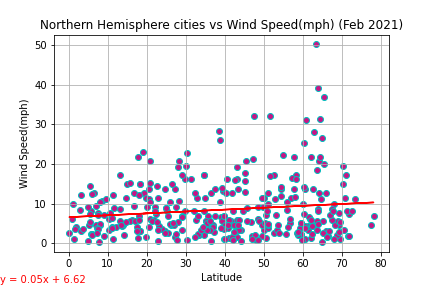 Northern Hemisphere cities vs Wind Speed(mph) (Feb 2021)
Wind Speed(mph)
50
40
30
20
10
0
0 10 20 30 40 50 60 70 80
Latitude
y = 0.05x + 6.62